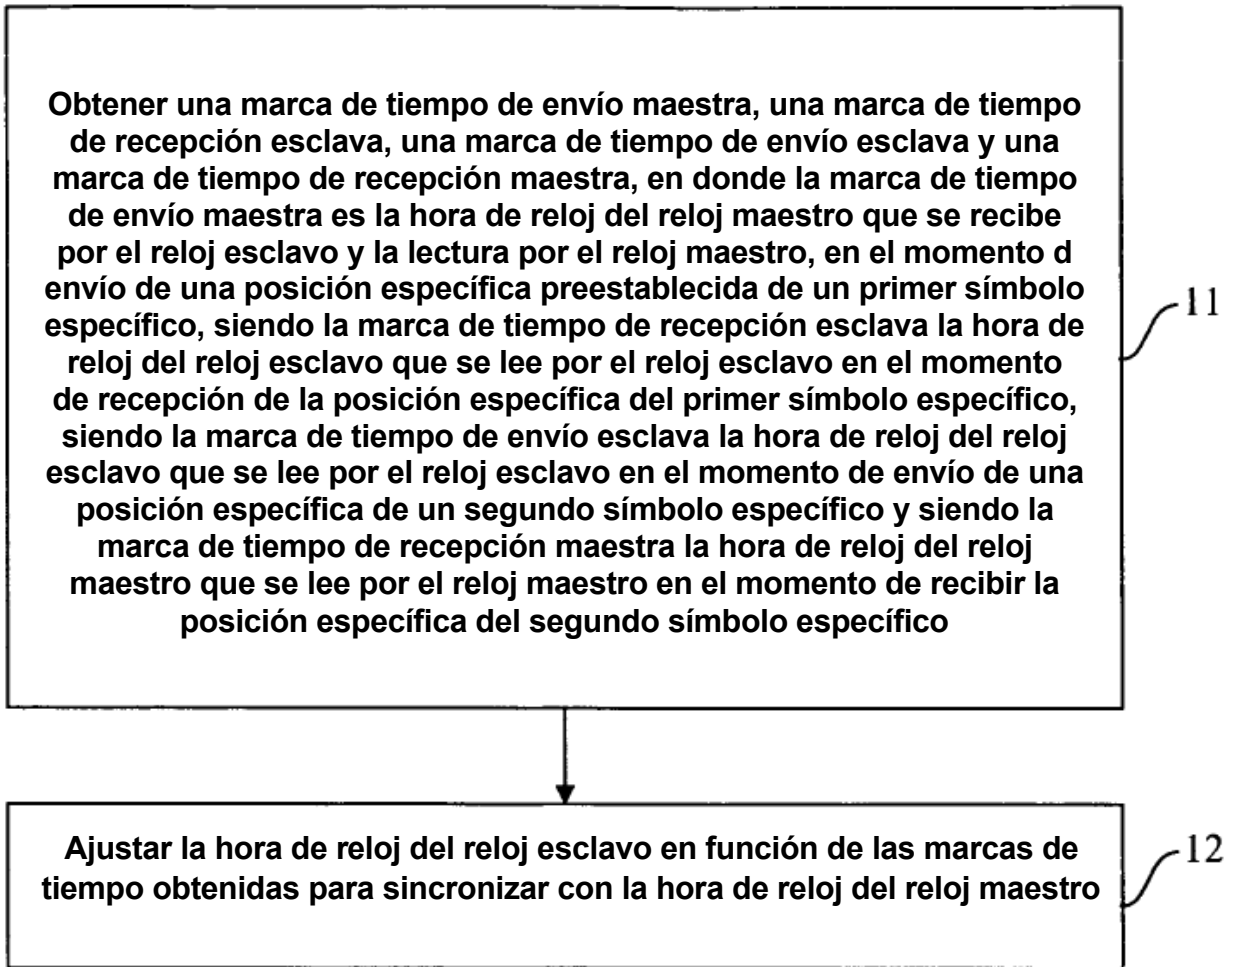 Obtener una marca de tiempo de envío maestra, una marca de tiempo
de recepción esclava, una marca de tiempo de envío esclava y una
marca de tiempo de recepción maestra, en donde la marca de tiempo
de envío maestra es la hora de reloj del reloj maestro que se recibe
por el reloj esclavo y la lectura por el reloj maestro, en el momento d
envío de una posición específica preestablecida de un primer símbolo
específico, siendo la marca de tiempo de recepción esclava la hora de
reloj del reloj esclavo que se lee por el reloj esclavo en el momento
de recepción de la posición específica del primer símbolo específico,
siendo la marca de tiempo de envío esclava la hora de reloj del reloj
esclavo que se lee por el reloj esclavo en el momento de envío de una
posición específica de un segundo símbolo específico y siendo la
marca de tiempo de recepción maestra la hora de reloj del reloj
maestro que se lee por el reloj maestro en el momento de recibir la
posición específica del segundo símbolo específico
11
Ajustar la hora de reloj del reloj esclavo en función de las marcas de
tiempo obtenidas para sincronizar con la hora de reloj del reloj maestro
12